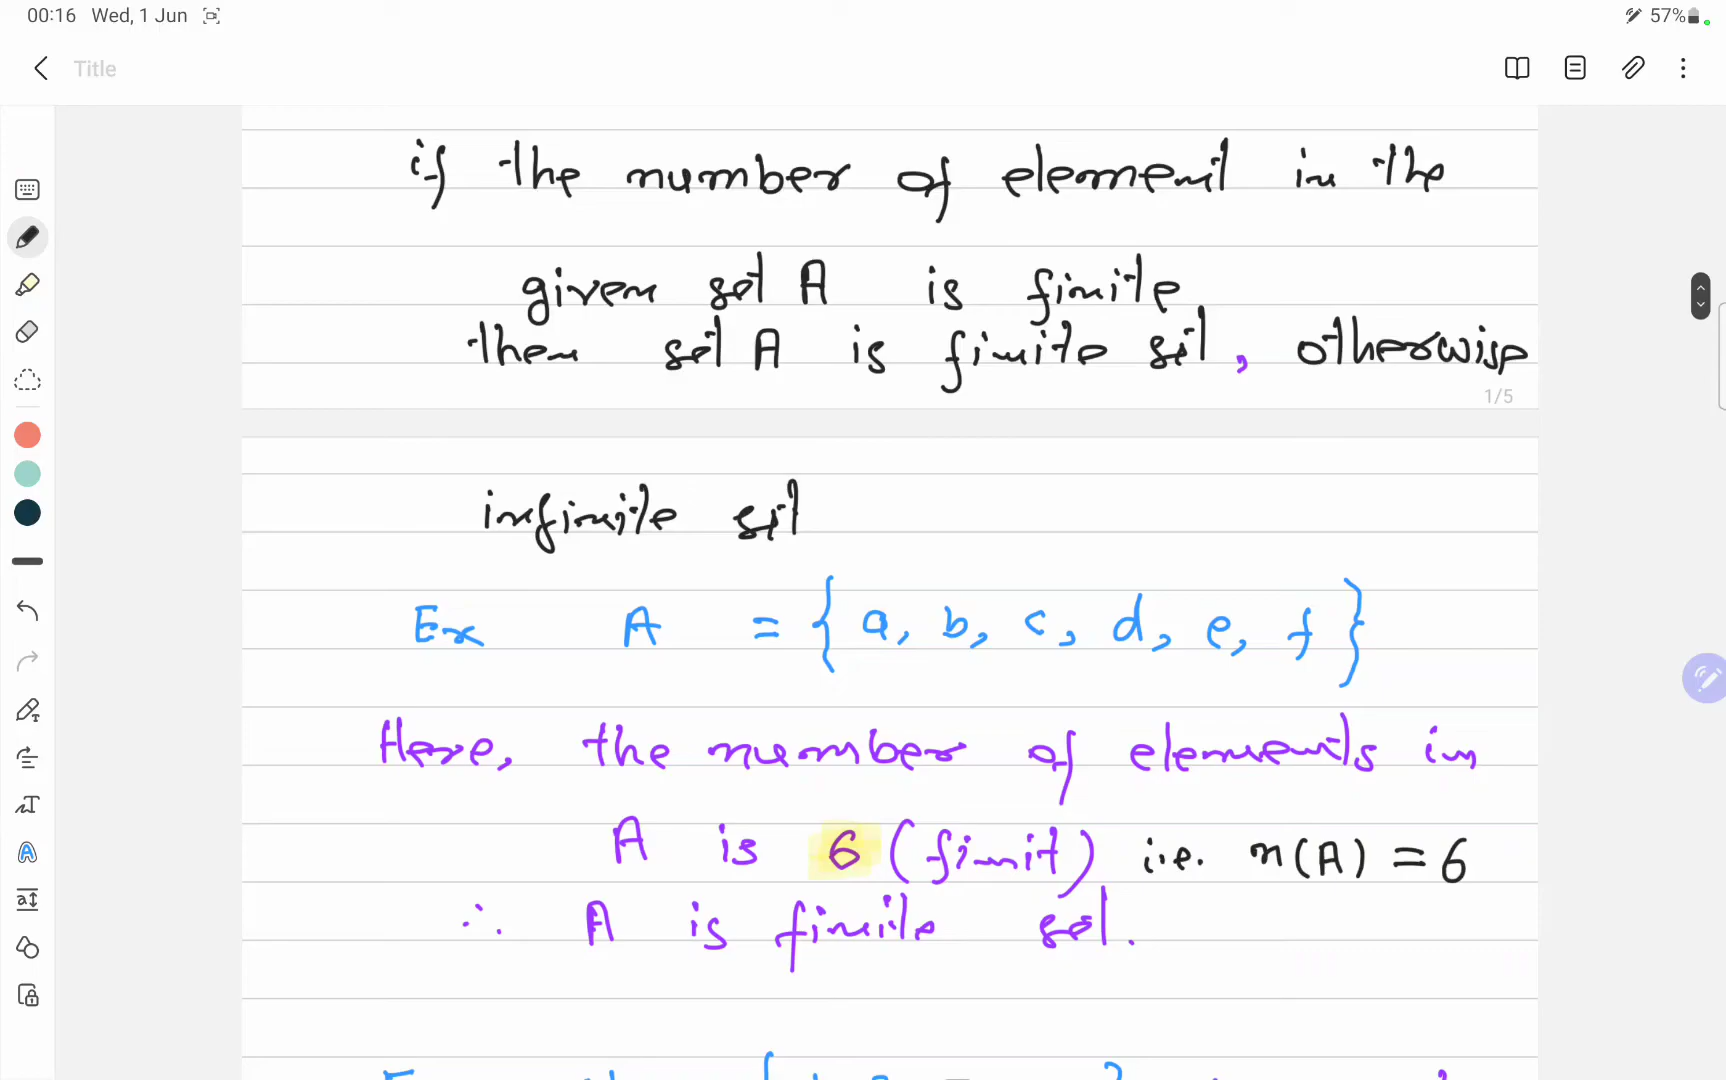 00:16 Wed, 1 Jun 57%
Title
if the number of element in the
given set A is finite
then set A is finite set, otherwise
1/5
infinite set
Ex A = { a, b, c, d, e, f }
Here, the number of elements in
A is 6 (finit) i.e. n(A) = 6
∴ A is finite set.